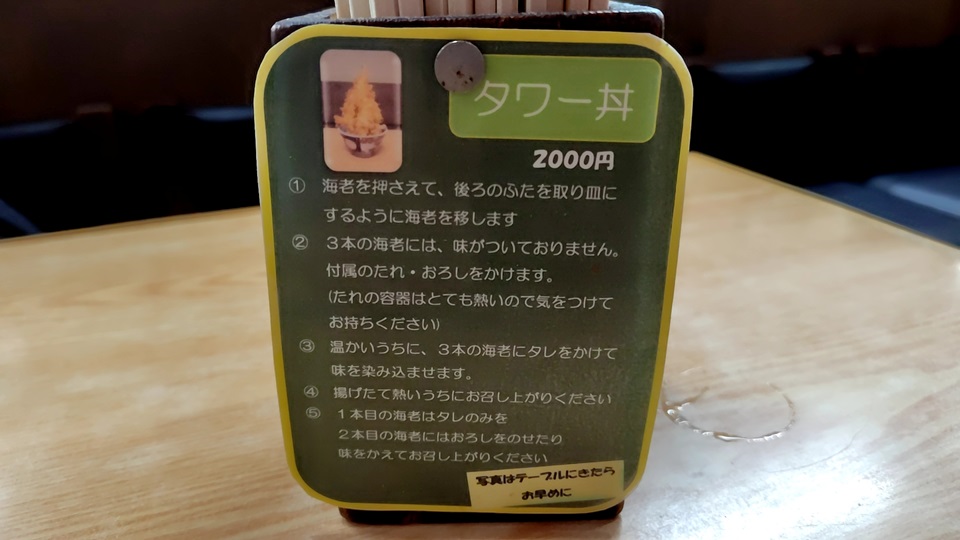 タワー丼
2000円
① 海老を押さえて、後ろのふたを取り皿に
するように海老を移します
② 3本の海老には、味がついておりません。
付属のたれ・おろしをかけます。
(たれの容器はとても熱いので気をつけて
お持ちください)
③ 温かいうちに、3本の海老にタレをかけて
味を染み込ませます。
④ 揚げたて熱いうちにお召し上がりください
⑤ 1本目の海老はタレのみを
2本目の海老にはおろしをのせたり
味をかえてお召し上がりください
写真はテーブルにきたら
お早めに